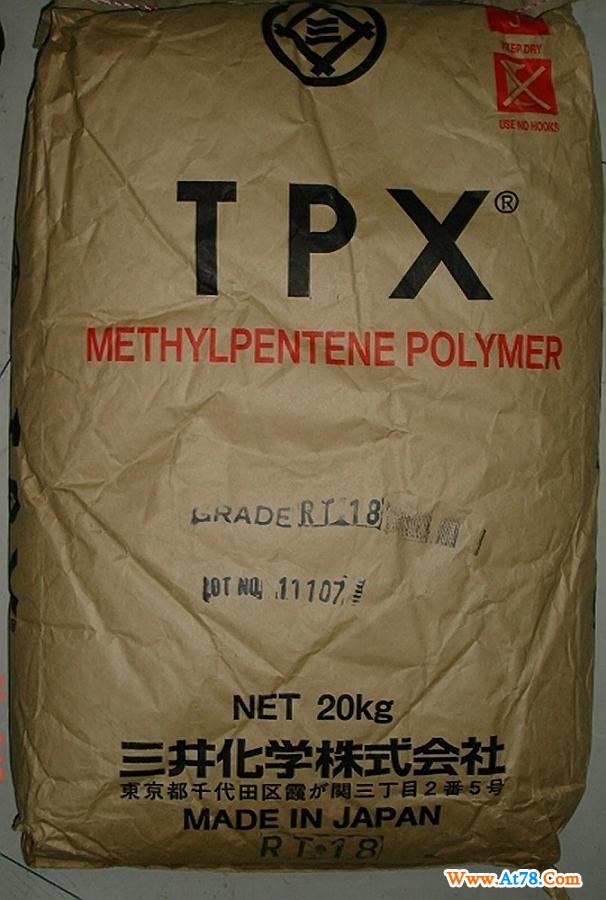 三
KEEP DRY
USE NO HOOKS
TPX®
METHYLPENTENE POLYMER
GRADE RT-18
LOT NO. 11107
NET 20kg
三井化学株式会社
東京都千代田区霞が関三丁目2番5号
MADE IN JAPAN
RT-18
Www.At78.Com